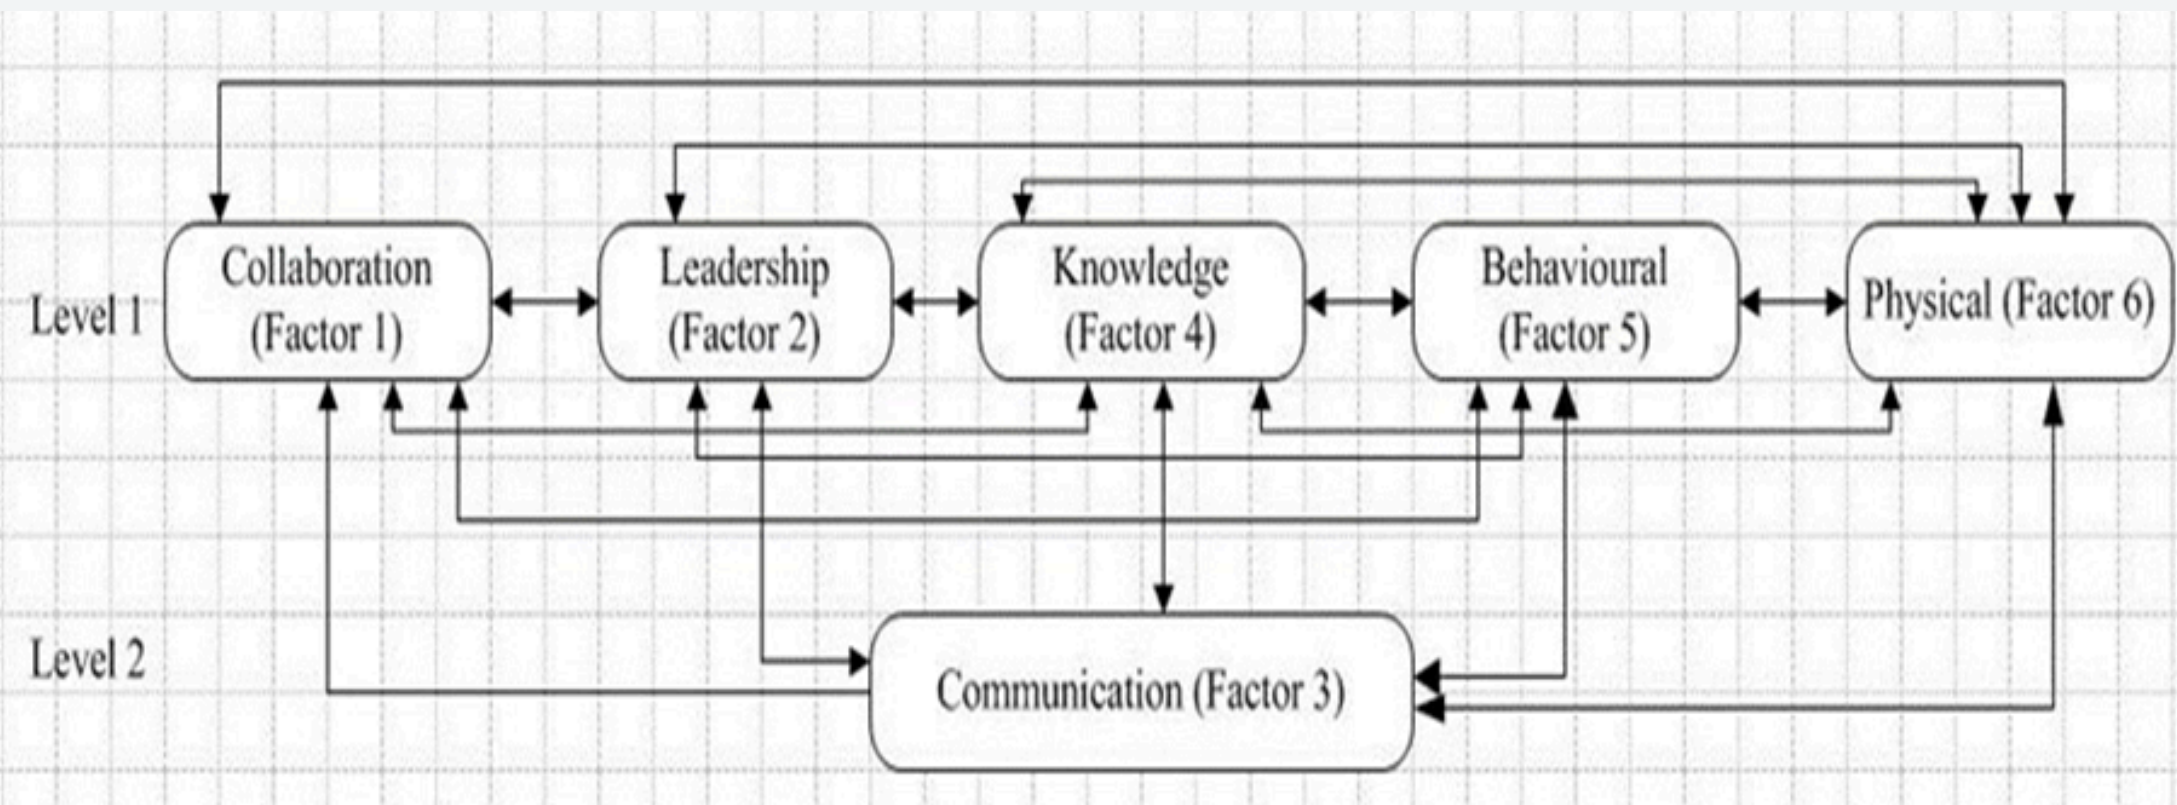 Collaboration
(Factor 1)
Leadership
(Factor 2)
Knowledge
(Factor 4)
Behavioural
(Factor 5)
Physical (Factor 6)
Level 1
Level 2
Communication (Factor 3)